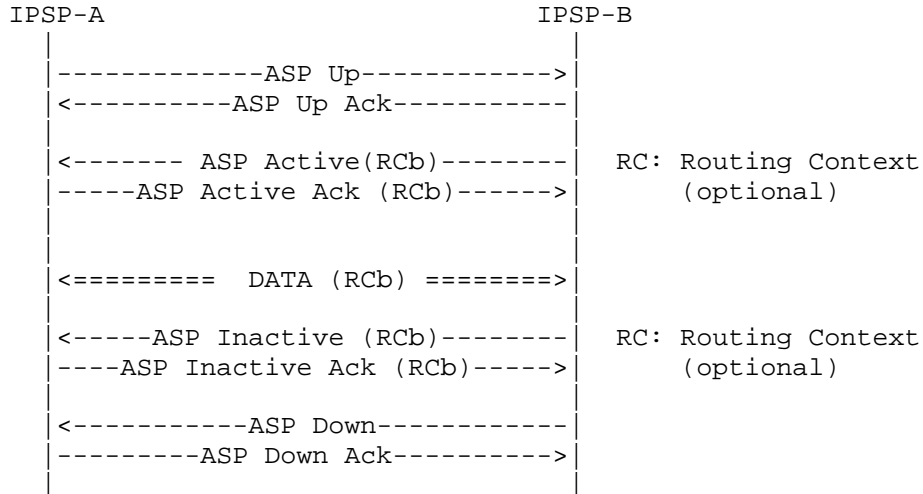 IPSP-A                              IPSP-B
|-------------ASP Up------------>|
|<----------ASP Up Ack-----------|
|<------- ASP Active(RCb)--------|  RC: Routing Context
|-----ASP Active Ack (RCb)------>|      (optional)
|<=========  DATA (RCb) ========>|
|<-----ASP Inactive (RCb)--------|  RC: Routing Context
|----ASP Inactive Ack (RCb)----->|      (optional)
|<-----------ASP Down------------|
|---------ASP Down Ack---------->|